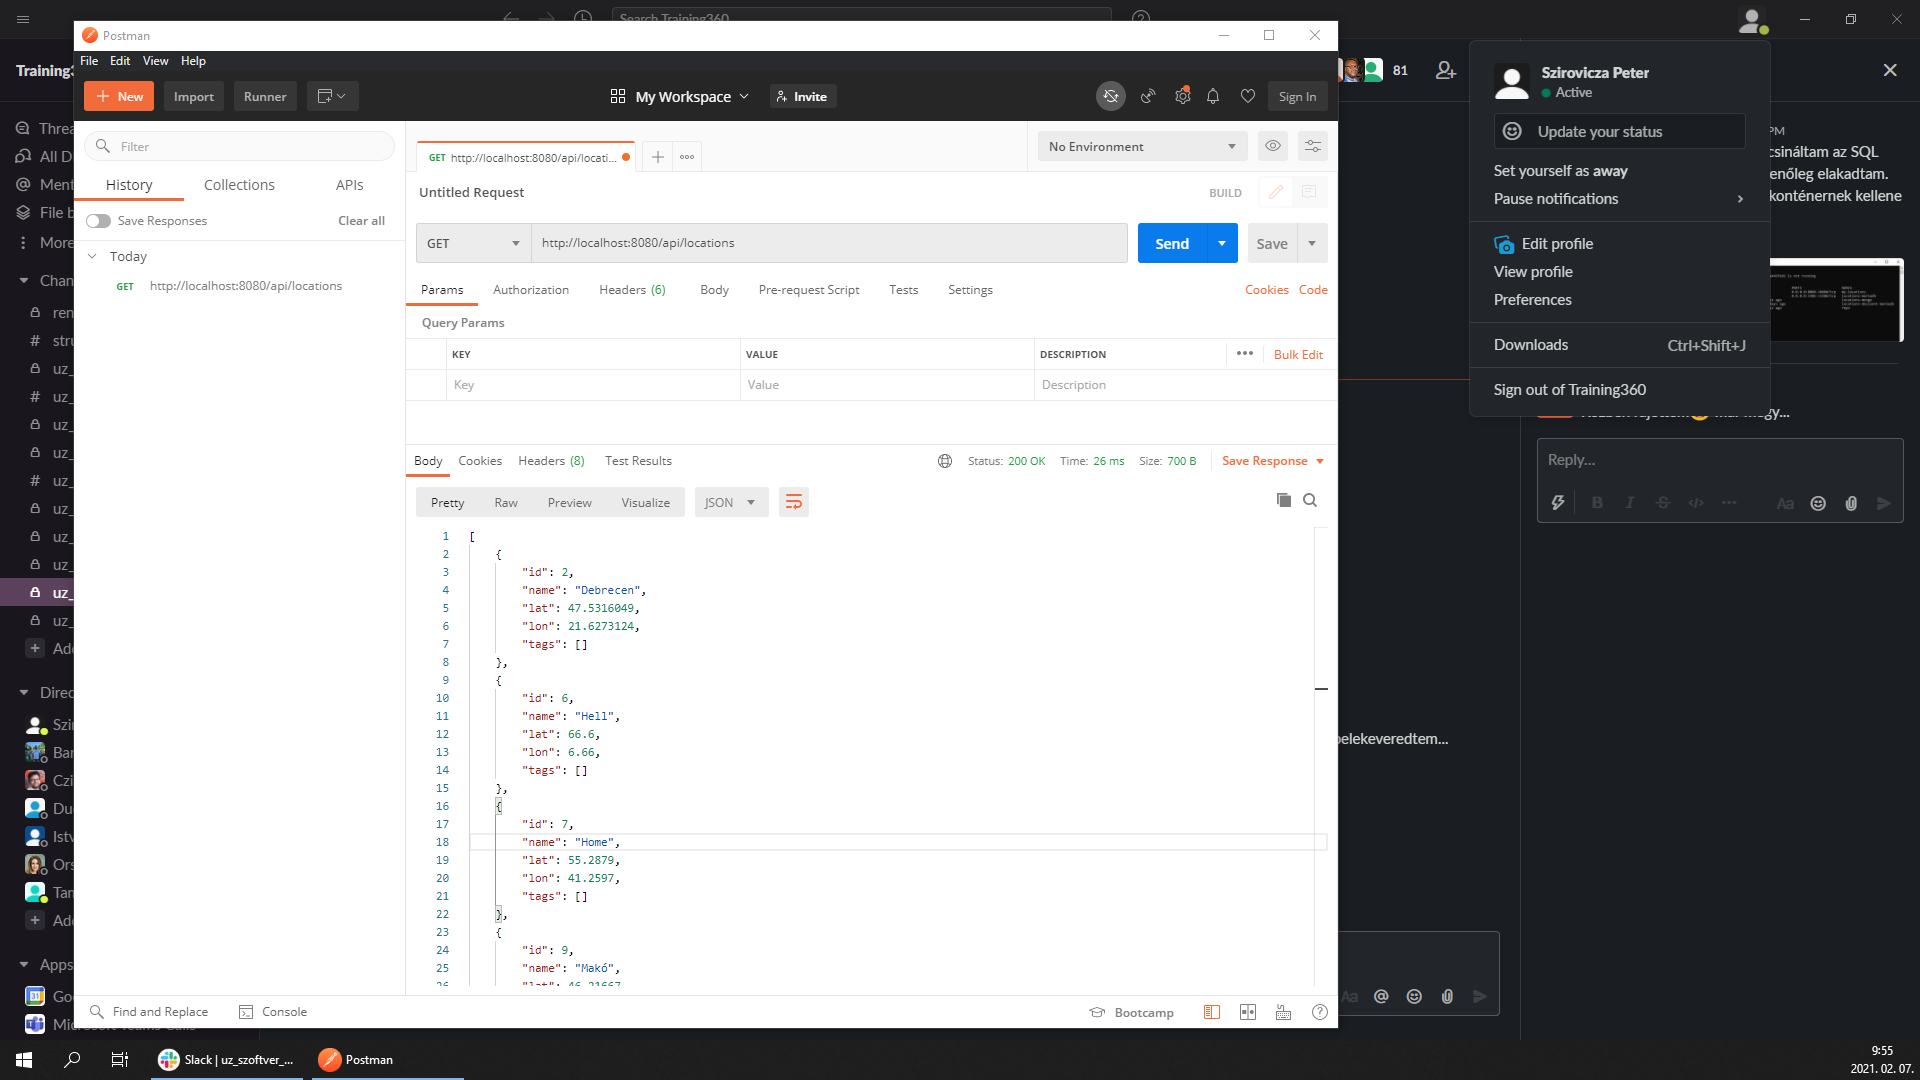 Search Training360
Postman
File Edit View Help
New
Import
Runner
My Workspace
Invite
Sign In
Filter
History
Collections
APIs
Save Responses
Clear all
Today
GET http://localhost:8080/api/locations
GET http://localhost:8080/api/locati...
No Environment
Untitled Request
BUILD
GET
http://localhost:8080/api/locations
Send
Save
Params
Authorization
Headers (6)
Body
Pre-request Script
Tests
Settings
Cookies Code
Query Params
KEY VALUE DESCRIPTION
Bulk Edit
Key Value Description
Body
Cookies
Headers (8)
Test Results
Status: 200 OK Time: 26 ms Size: 700 B
Save Response
Pretty
Raw
Preview
Visualize
JSON
1 [
2 {
3 "id": 2,
4 "name": "Debrecen",
5 "lat": 47.5316049,
6 "lon": 21.6273124,
7 "tags": []
8 },
9 {
10 "id": 6,
11 "name": "Hell",
12 "lat": 66.6,
13 "lon": 6.66,
14 "tags": []
15 },
16 {
17 "id": 7,
18 "name": "Home",
19 "lat": 55.2879,
20 "lon": 41.2597,
21 "tags": []
22 },
23 {
24 "id": 9,
25 "name": "Makó",
26 "lat": 46.21667
Find and Replace
Console
Bootcamp
Training3
Threa
All D
Ment
File b
More
Chan
ren
stru
uz_
uz_
uz_
uz_
uz_
uz_
uz_
uz_
uz_
uz_
Add
Direc
Szir
Bar
Czi
Du
Istv
Ors
Tam
Add
Apps
Goo
Microsoft Teams Calls
81
Szirovicza Peter
Active
Update your status
Set yourself as away
Pause notifications
Edit profile
View profile
Preferences
Downloads Ctrl+Shift+J
Sign out of Training360
PM
csináltam az SQL
enőleg elakadtam.
konténernek kellene
Reply...
belekeveredtem...
Slack | uz_szoftver_...
Postman
9:55
2021. 02. 07.